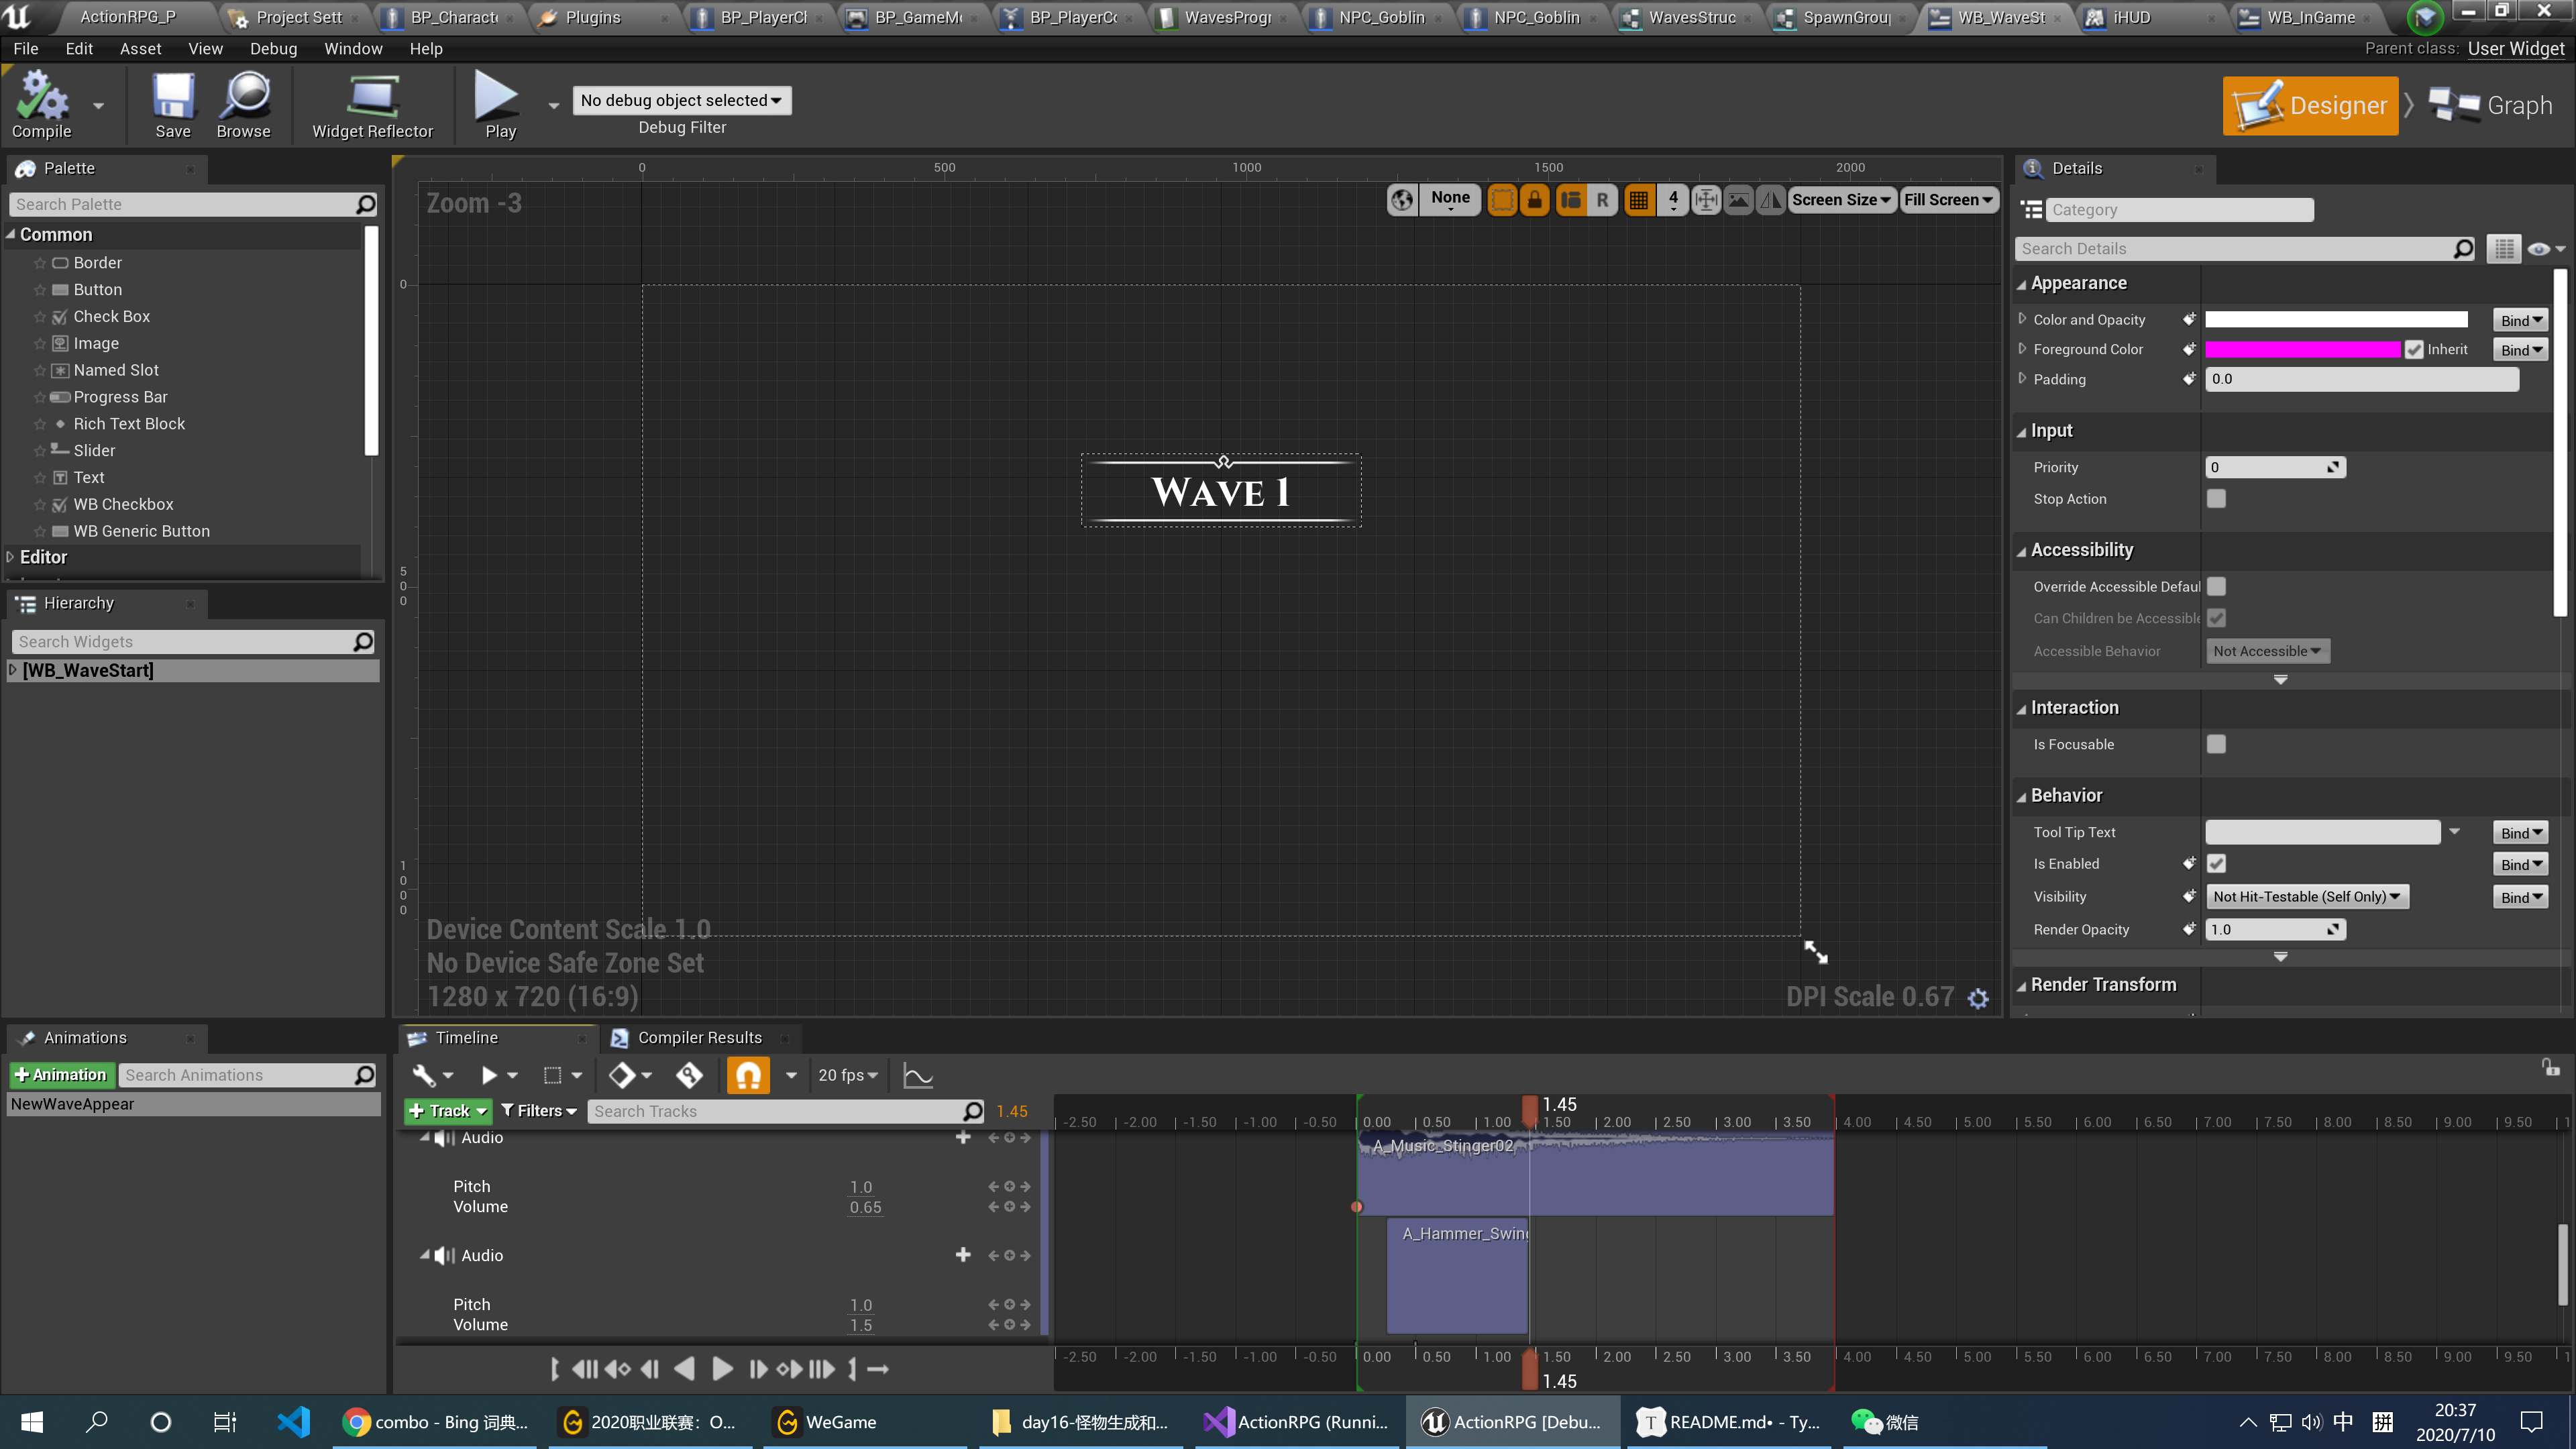 ActionRPG_P
Project Sett
BP_Characte
Plugins
BP_PlayerCh
BP_GameMo
BP_PlayerCo
WavesProgr
NPC_Goblin
NPC_Goblin
WavesStruc
SpawnGrou
WB_WaveSt
iHUD
WB_InGame
File Edit Asset View Debug Window Help
Parent class: User Widget
Compile
Save
Browse
Widget Reflector
Play
No debug object selected
Debug Filter
Designer
Graph
Palette
Search Palette
Common
Border
Button
Check Box
Image
Named Slot
Progress Bar
Rich Text Block
Slider
Text
WB Checkbox
WB Generic Button
Editor
Hierarchy
Search Widgets
[WB_WaveStart]
0 500 1000 1500 2000
Zoom -3
None
R
4
Screen Size
Fill Screen
0
500
1000
WAVE 1
Device Content Scale 1.0
No Device Safe Zone Set
1280 x 720 (16:9)
DPI Scale 0.67
Details
Category
Search Details
Appearance
Color and Opacity Bind
Foreground Color Inherit Bind
Padding 0.0
Input
Priority 0
Stop Action
Accessibility
Override Accessible Defaul
Can Children be Accessible
Accessible Behavior Not Accessible
Interaction
Is Focusable
Behavior
Tool Tip Text Bind
Is Enabled Bind
Visibility Not Hit-Testable (Self Only) Bind
Render Opacity 1.0
Render Transform
Animations
Animation
Search Animations
NewWaveAppear
Timeline
Compiler Results
20 fps
Track
Filters
Search Tracks
1.45
1.45
-2.50 -2.00 -1.50 -1.00 -0.50 0.00 0.50 1.00 1.50 2.00 2.50 3.00 3.50 4.00 4.50 5.00 5.50 6.00 6.50 7.00 7.50 8.00 8.50 9.00 9.50 1
Audio
A_Music_Stinger02
Pitch 1.0
Volume 0.65
Audio
A_Hammer_Swin
Pitch 1.0
Volume 1.5
-2.50 -2.00 -1.50 -1.00 -0.50 0.00 0.50 1.00 1.50 2.00 2.50 3.00 3.50 4.00 4.50 5.00 5.50 6.00 6.50 7.00 7.50 8.00 8.50 9.00 9.50 1
1.45
combo - Bing 词典...
2020职业联赛：O...
WeGame
day16-怪物生成和...
ActionRPG (Runni...
ActionRPG [Debu...
README.md• - Ty...
微信
中
拼
20:37
2020/7/10